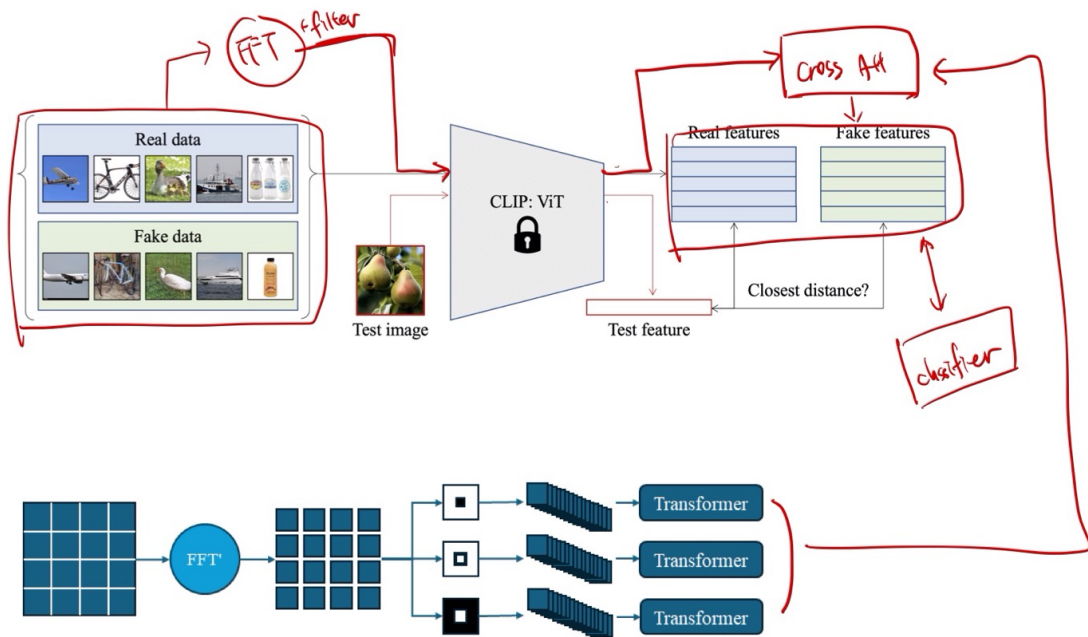 FFT
+filter
Cross Att
Real data
Fake data
CLIP: ViT
Test image
Real features
Fake features
Closest distance?
Test feature
classifier
FFT'
Transformer
Transformer
Transformer